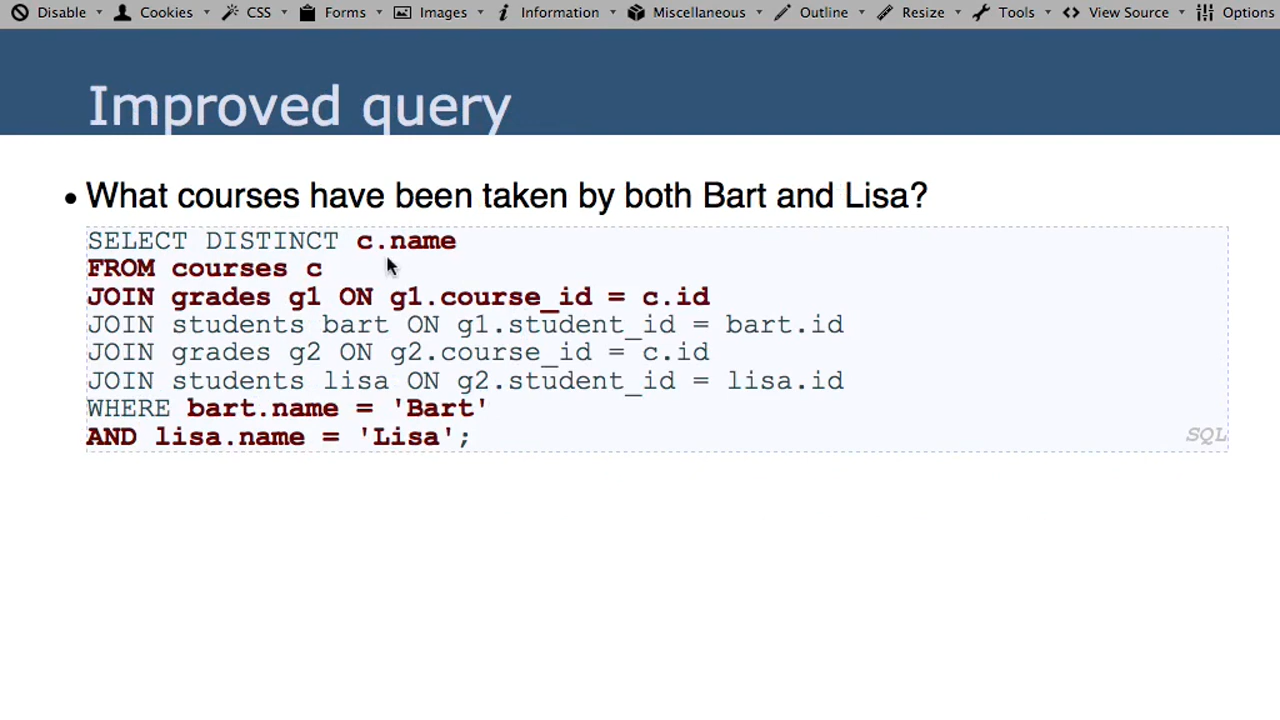 Disable Cookies CSS Forms Images Information Miscellaneous Outline Resize Tools View Source Options
Improved query
• What courses have been taken by both Bart and Lisa?
SELECT DISTINCT c.name
FROM courses c
JOIN grades g1 ON g1.course_id = c.id
JOIN students bart ON g1.student_id = bart.id
JOIN grades g2 ON g2.course_id = c.id
JOIN students lisa ON g2.student_id = lisa.id
WHERE bart.name = 'Bart'
AND lisa.name = 'Lisa';
SQL